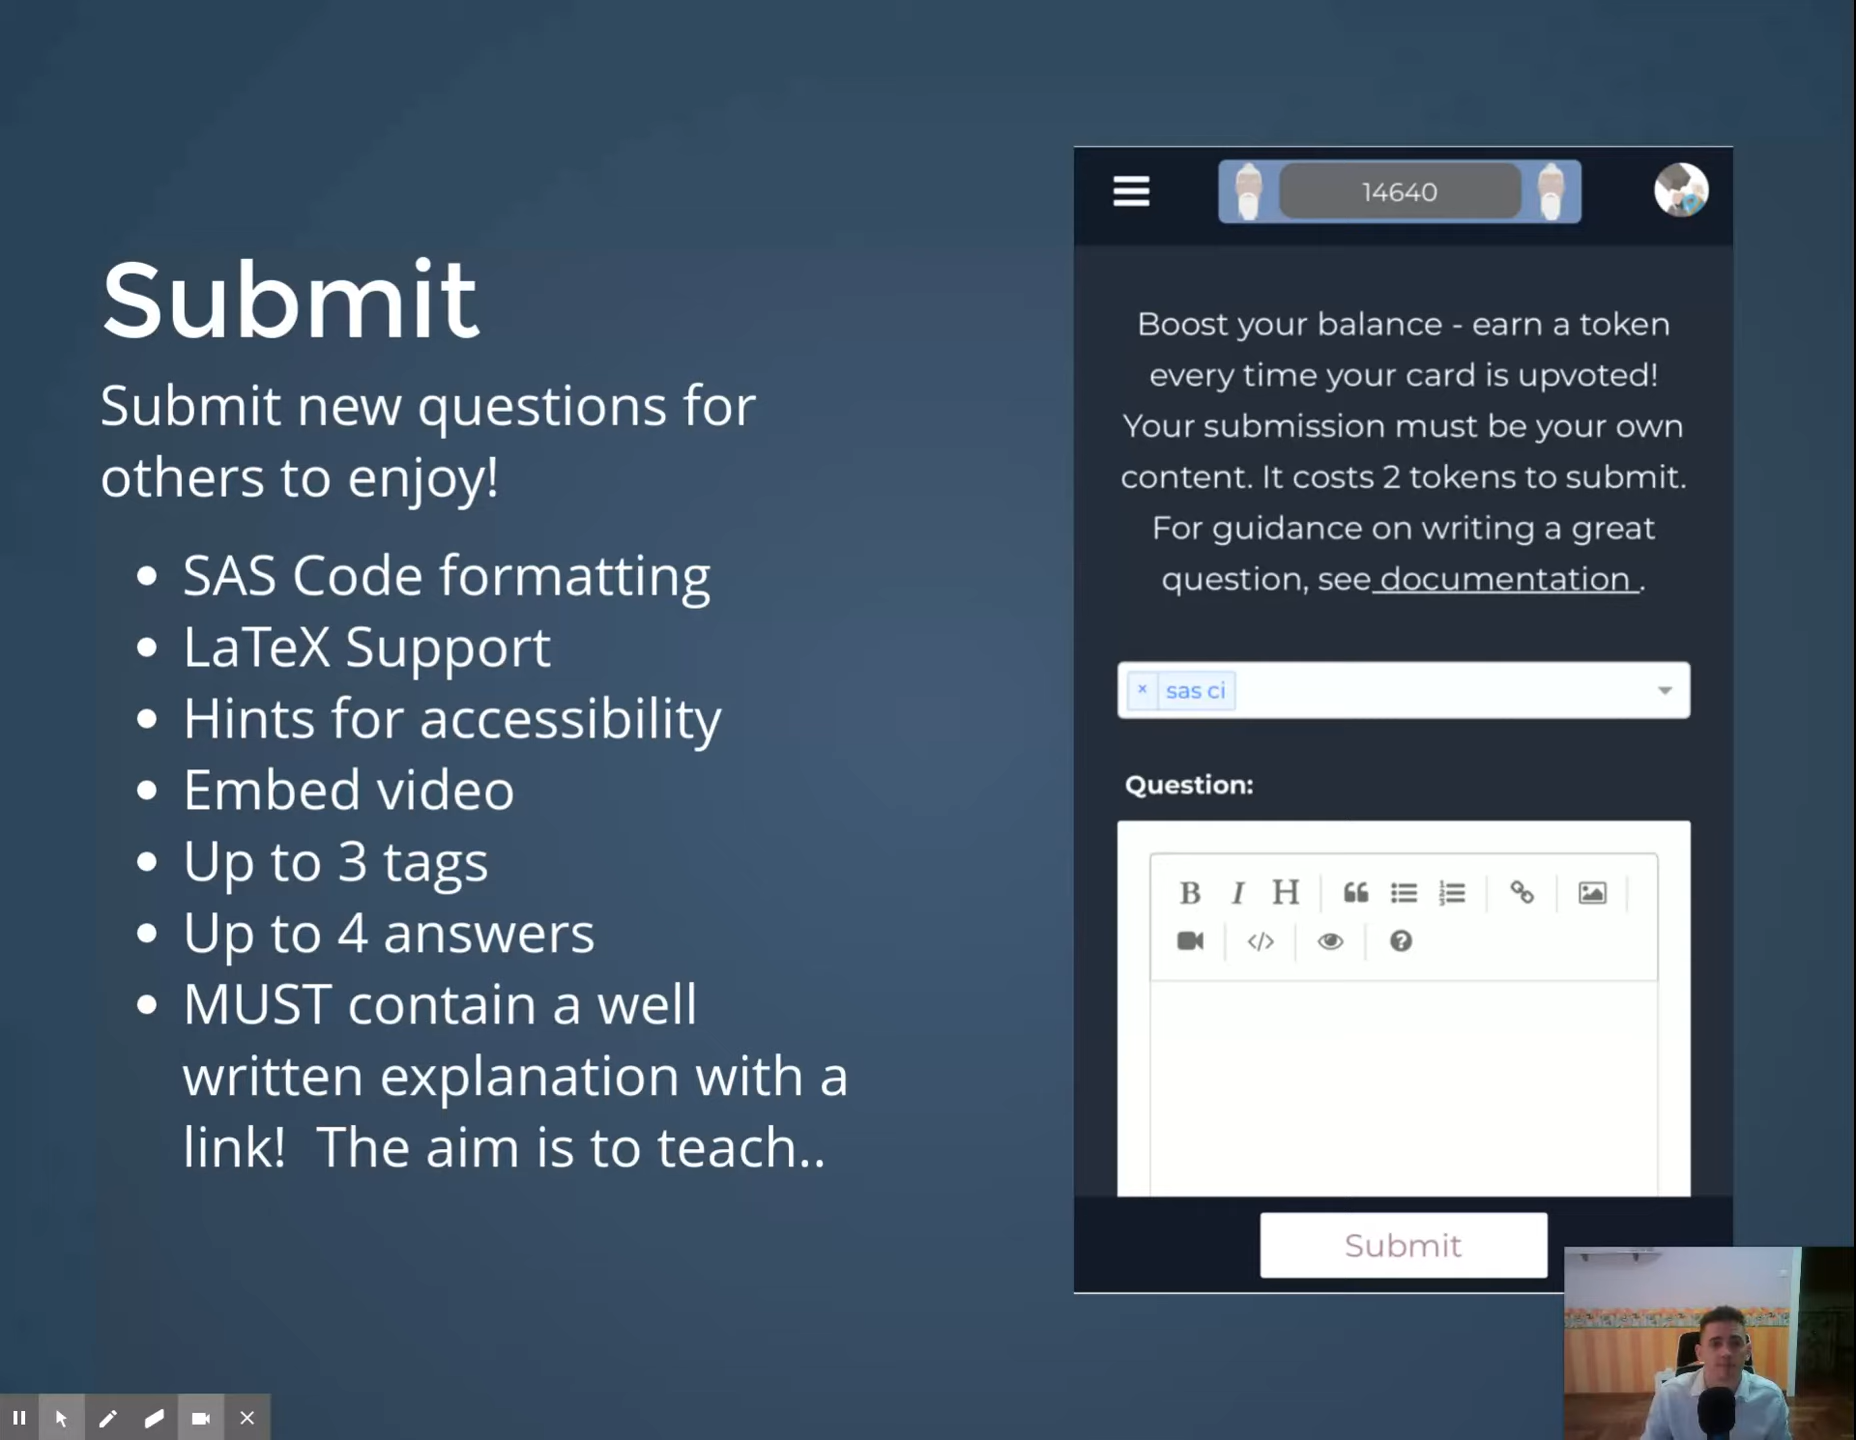 Submit
Submit new questions for
others to enjoy!
• SAS Code formatting
• LaTeX Support
• Hints for accessibility
• Embed video
• Up to 3 tags
• Up to 4 answers
• MUST contain a well
written explanation with a
link!  The aim is to teach..
14640
Boost your balance - earn a token
every time your card is upvoted!
Your submission must be your own
content. It costs 2 tokens to submit.
For guidance on writing a great
question, see documentation .
× sas ci
Question:
B I H
Submit